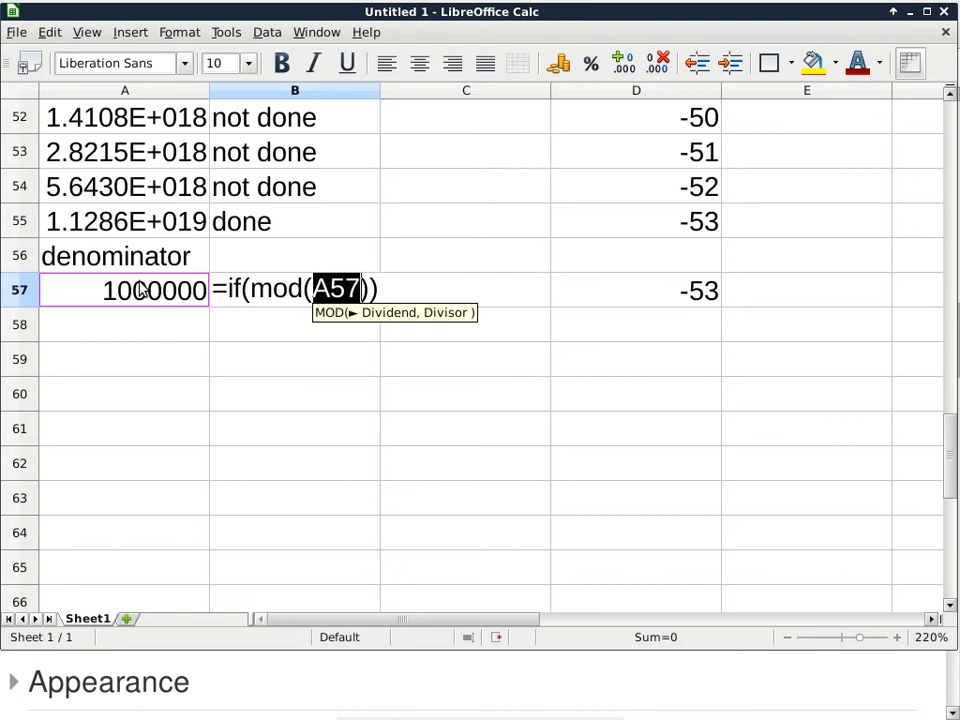 Untitled 1 - LibreOffice Calc
File Edit View Insert Format Tools Data Window Help
Liberation Sans 10
A B C D E
52 1.4108E+018 not done -50
53 2.8215E+018 not done -51
54 5.6430E+018 not done -52
55 1.1286E+019 done -53
56 denominator
57 1000000 =if(mod(A57)) -53
MOD(► Dividend, Divisor )
58
59
60
61
62
63
64
65
66
Sheet1
Sheet 1 / 1 Default Sum=0 220%
Appearance